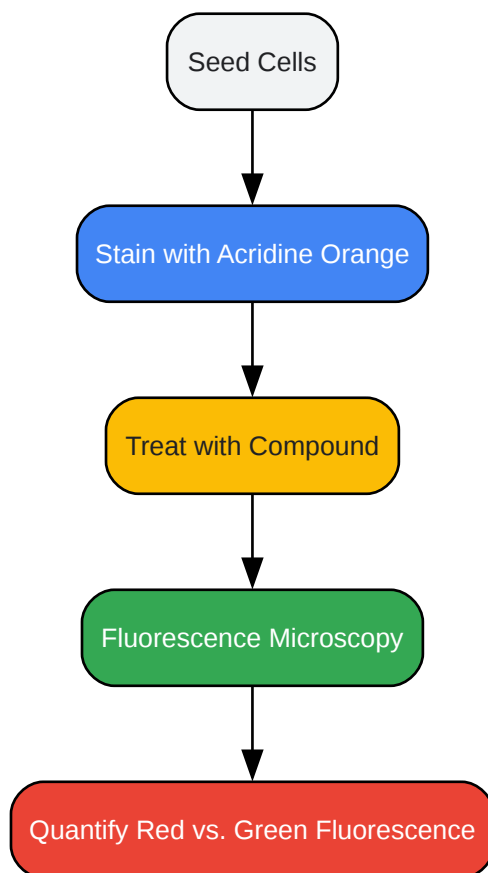 Seed Cells
Stain with Acridine Orange
Treat with Compound
Fluorescence Microscopy
Quantify Red vs. Green Fluorescence